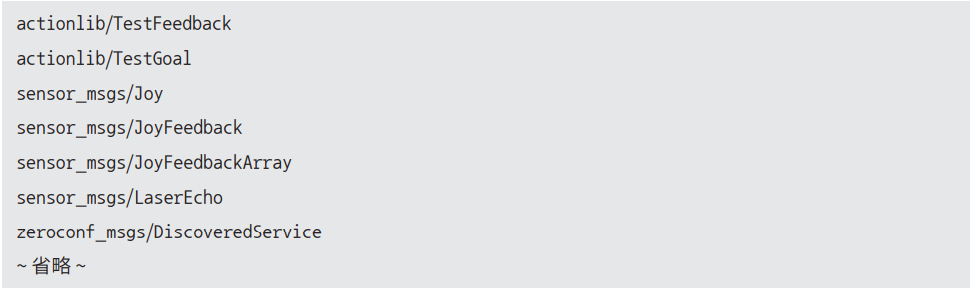 actionlib/TestFeedback
actionlib/TestGoal
sensor_msgs/Joy
sensor_msgs/JoyFeedback
sensor_msgs/JoyFeedbackArray
sensor_msgs/LaserEcho
zeroconf_msgs/DiscoveredService
~ 省略 ~